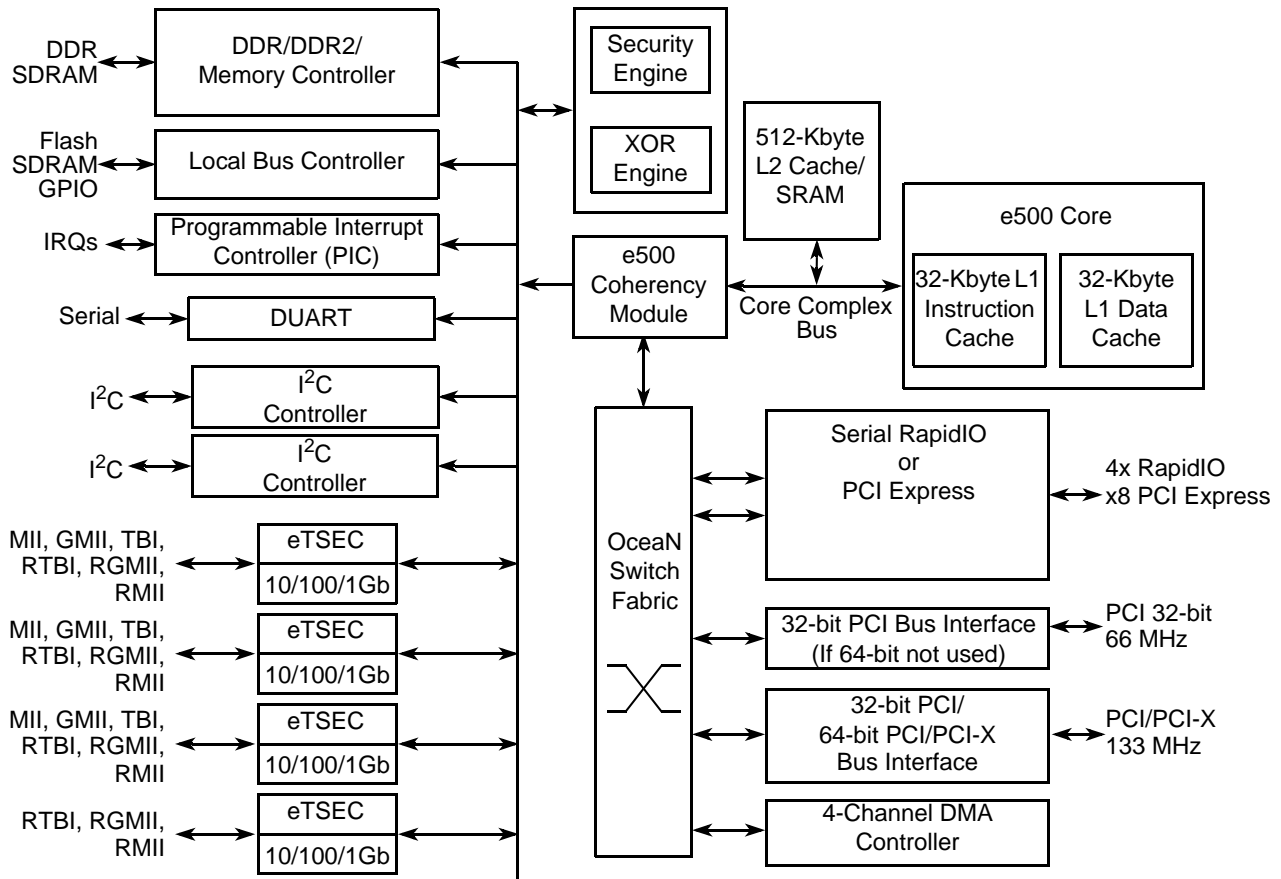 DDR
SDRAM
DDR/DDR2/
Memory Controller
Flash
SDRAM
GPIO
Local Bus Controller
IRQs
Programmable Interrupt
Controller (PIC)
Serial
DUART
I²C
I²C
Controller
I²C
I²C
Controller
MII, GMII, TBI,
RTBI, RGMII,
RMII
eTSEC
10/100/1Gb
MII, GMII, TBI,
RTBI, RGMII,
RMII
eTSEC
10/100/1Gb
MII, GMII, TBI,
RTBI, RGMII,
RMII
eTSEC
10/100/1Gb
RTBI, RGMII,
RMII
eTSEC
10/100/1Gb
Security
Engine
XOR
Engine
512-Kbyte
L2 Cache/
SRAM
e500
Coherency
Module
Core Complex
Bus
e500 Core
32-Kbyte L1
Instruction
Cache
32-Kbyte
L1 Data
Cache
OceaN
Switch
Fabric
Serial RapidIO
or
PCI Express
4x RapidIO
x8 PCI Express
32-bit PCI Bus Interface
(If 64-bit not used)
PCI 32-bit
66 MHz
32-bit PCI/
64-bit PCI/PCI-X
Bus Interface
PCI/PCI-X
133 MHz
4-Channel DMA
Controller